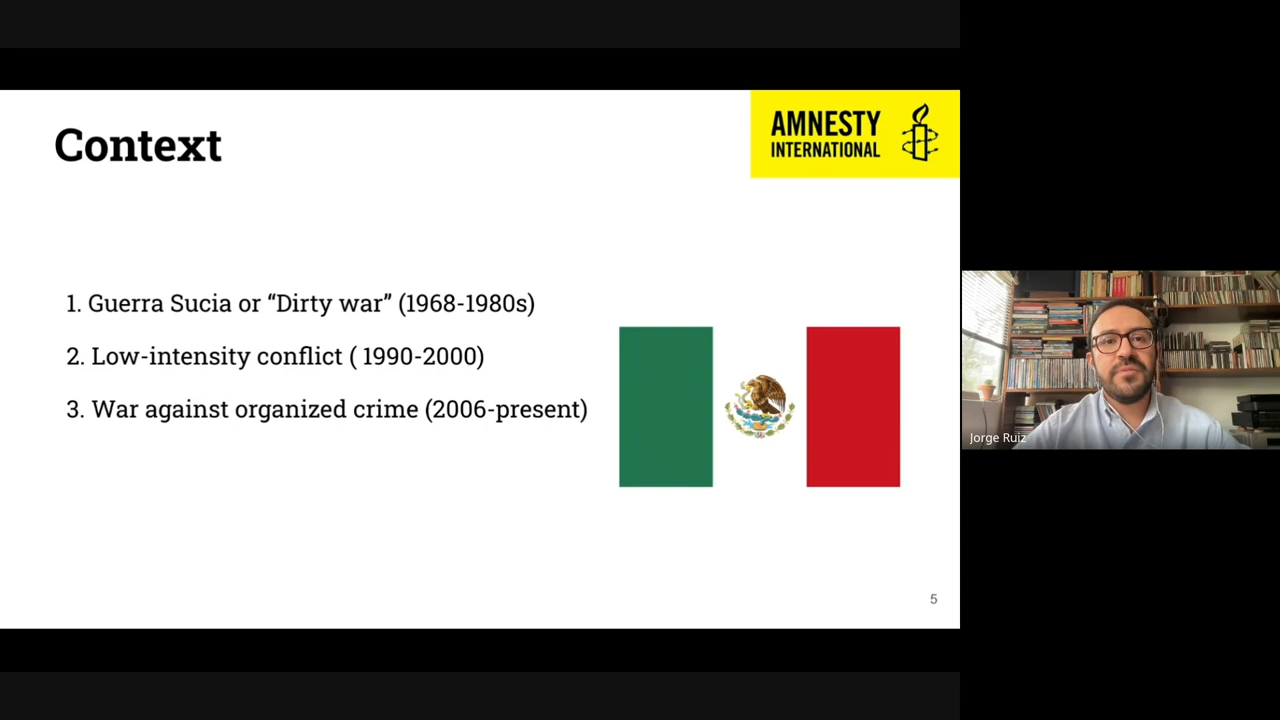 Context
AMNESTY
INTERNATIONAL
1. Guerra Sucia or “Dirty war” (1968-1980s)
2. Low-intensity conflict ( 1990-2000)
3. War against organized crime (2006-present)
5
Jorge Ruiz